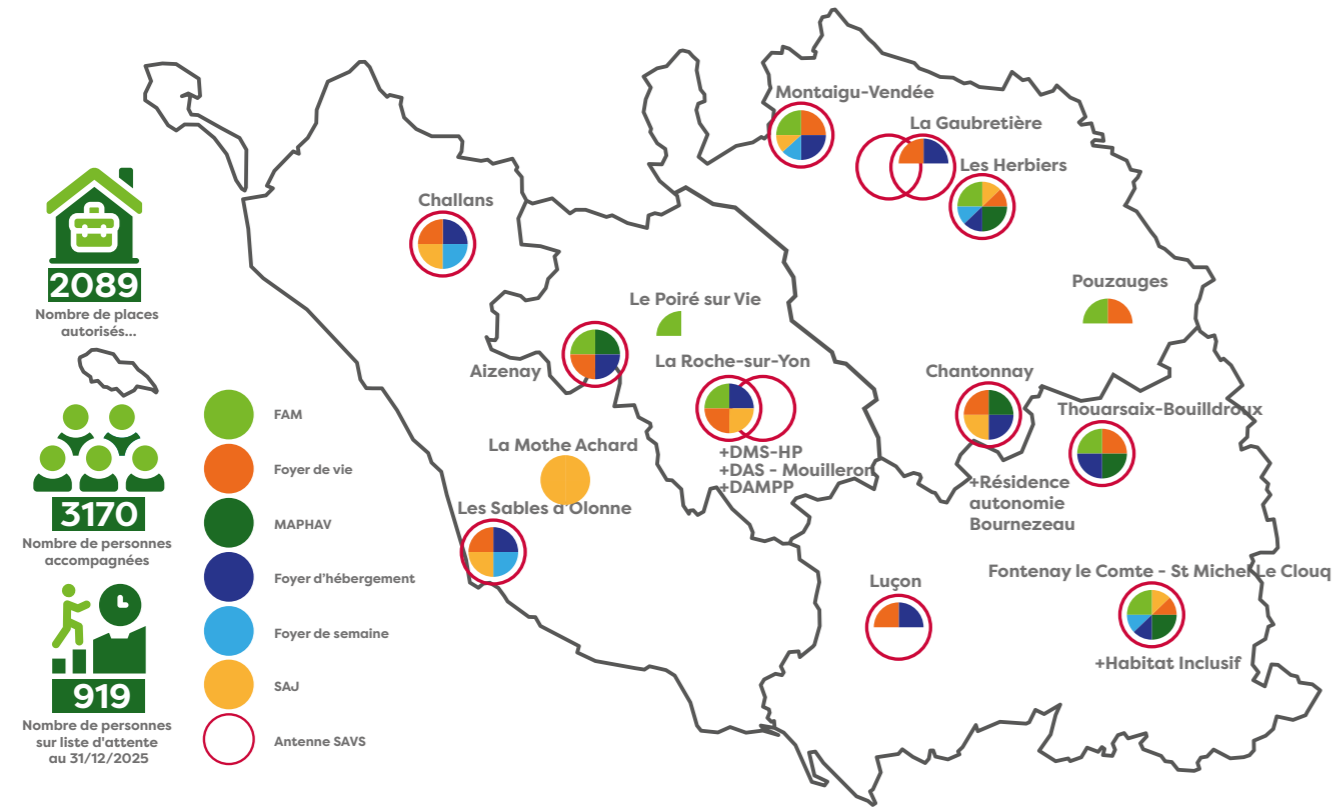 2089
Nombre de places
autorisés...
3170
Nombre de personnes
accompagnées
919
Nombre de personnes
sur liste d'attente
au 31/12/2025
FAM
Foyer de vie
MAPHAV
Foyer d'hébergement
Foyer de semaine
SAJ
Antenne SAVS
Montaigu-Vendée
La Gaubretière
Les Herbiers
Challans
Pouzauges
Le Poiré sur Vie
Aizenay
La Roche-sur-Yon
+DMS-HP
+DAS - Mouilleron
+DAMPP
Chantonnay
+Résidence
autonomie
Bournezeau
Thouarsaix-Bouilldroux
La Mothe Achard
Les Sables d'Olonne
Luçon
Fontenay le Comte - St Michel Le Clouq
+Habitat Inclusif